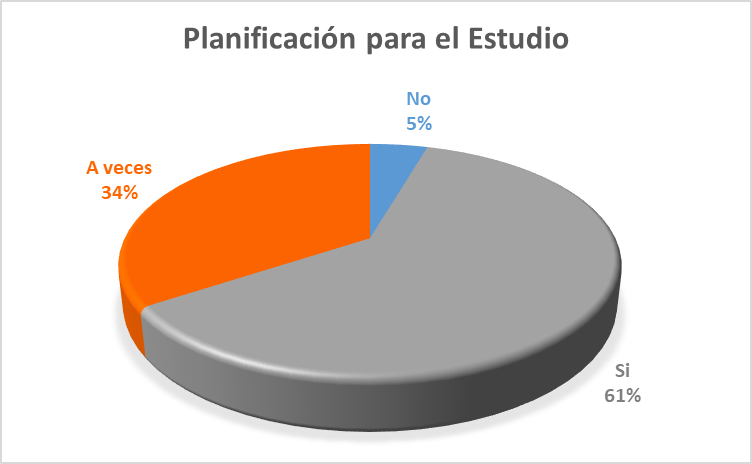 Planificación para el Estudio
No
5%
A veces
34%
Si
61%